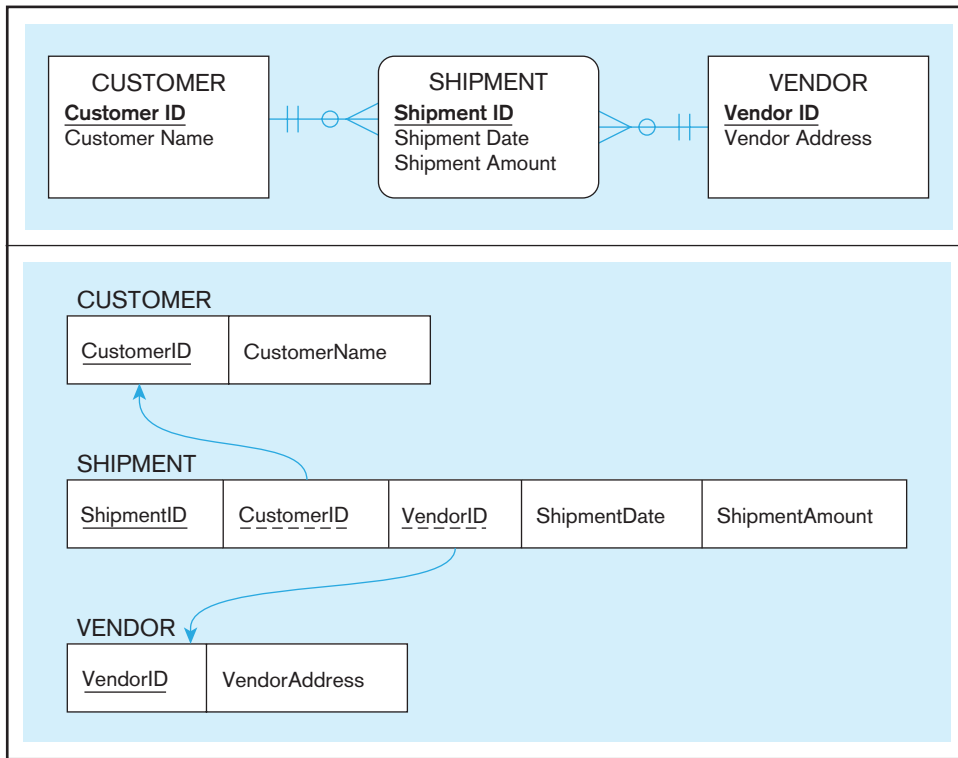 CUSTOMER
Customer ID
Customer Name
SHIPMENT
Shipment ID
Shipment Date
Shipment Amount
VENDOR
Vendor ID
Vendor Address
CUSTOMER
CustomerID CustomerName
SHIPMENT
ShipmentID CustomerID VendorID ShipmentDate ShipmentAmount
VENDOR
VendorID VendorAddress